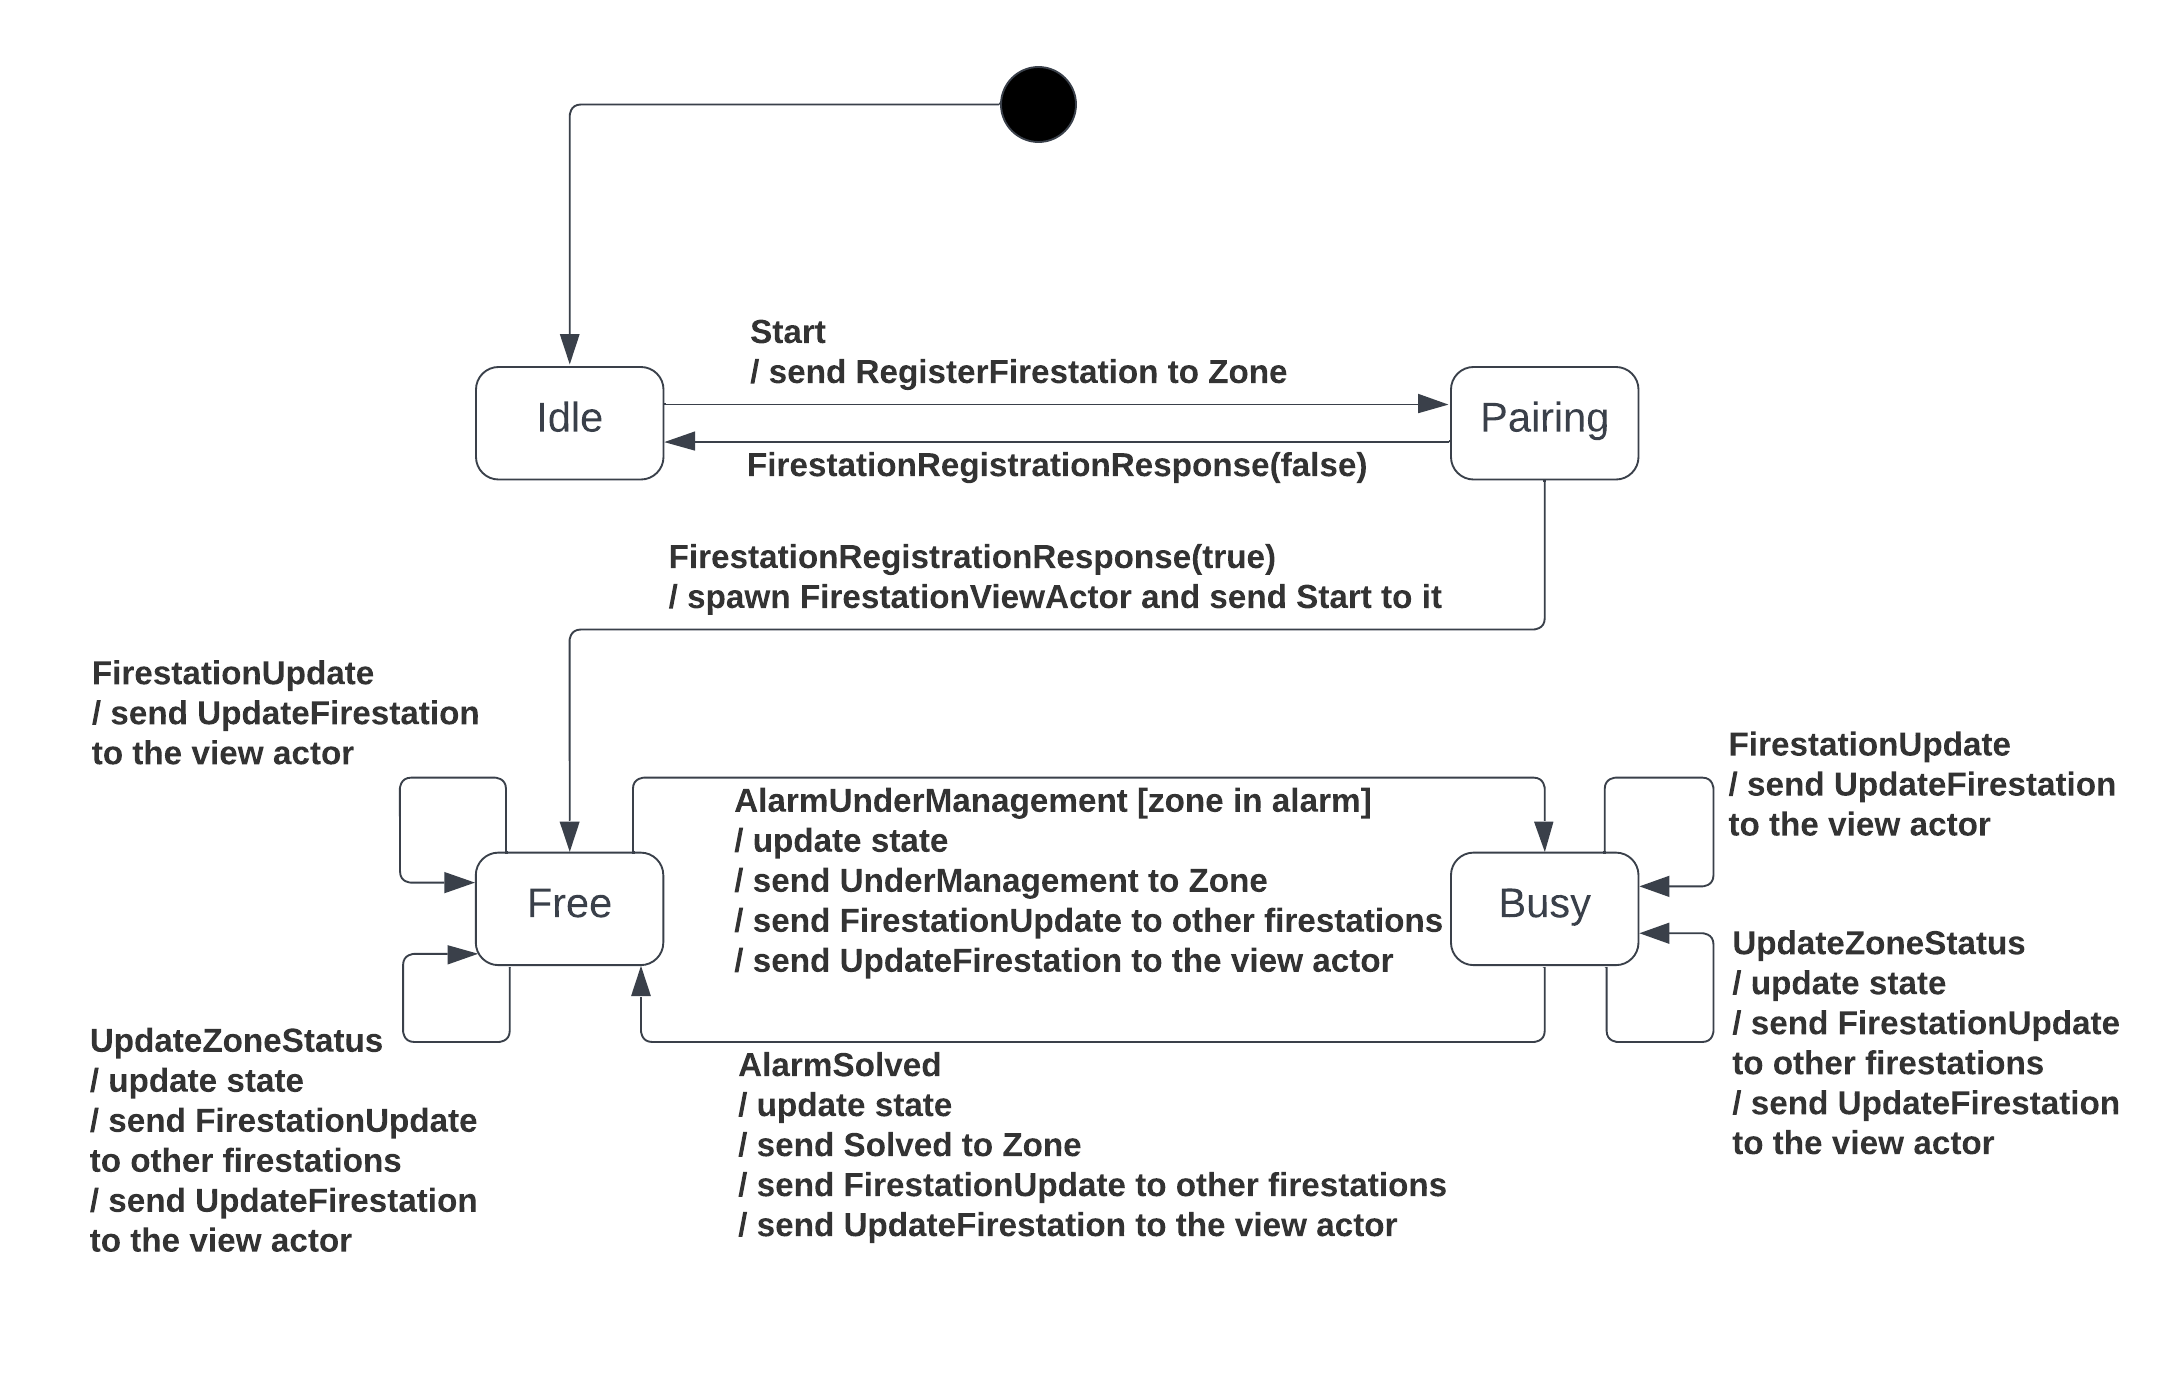 Start
/ send RegisterFirestation to Zone
Idle
Pairing
FirestationRegistrationResponse(false)
FirestationRegistrationResponse(true)
/ spawn FirestationViewActor and send Start to it
FirestationUpdate
/ send UpdateFirestation
to the view actor
FirestationUpdate
/ send UpdateFirestation
to the view actor
AlarmUnderManagement [zone in alarm]
/ update state
/ send UnderManagement to Zone
/ send FirestationUpdate to other firestations
/ send UpdateFirestation to the view actor
Free
Busy
UpdateZoneStatus
/ update state
/ send FirestationUpdate
to other firestations
/ send UpdateFirestation
to the view actor
UpdateZoneStatus
/ update state
/ send FirestationUpdate
to other firestations
/ send UpdateFirestation
to the view actor
AlarmSolved
/ update state
/ send Solved to Zone
/ send FirestationUpdate to other firestations
/ send UpdateFirestation to the view actor